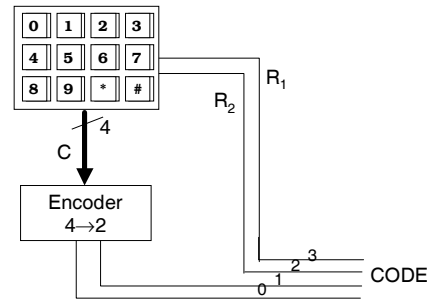 0 1 2 3
4 5 6 7
8 9 * #
R1
R2
4
C
Encoder
4→2
3
2
1
0
CODE